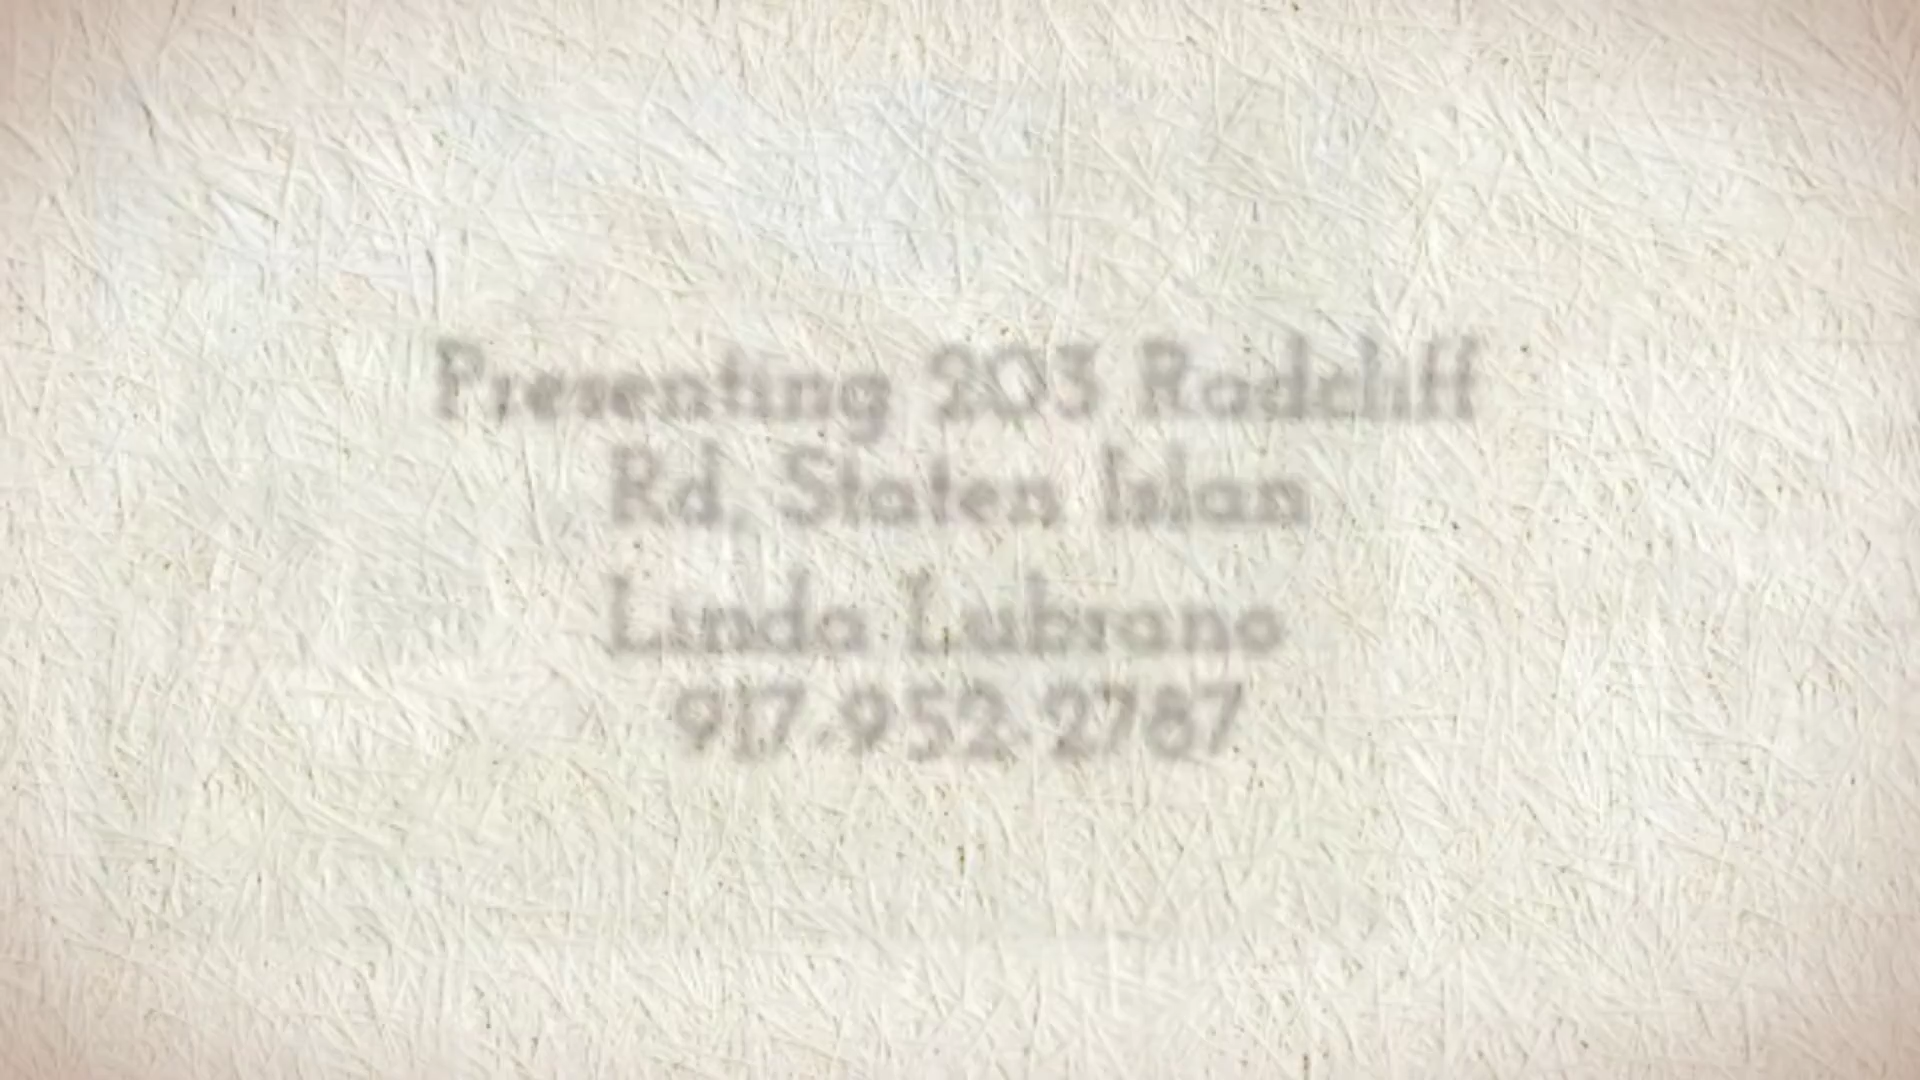 Presenting 203 Radcliff
Rd, Staten Islan
Linda Lubrano
917-952-2787